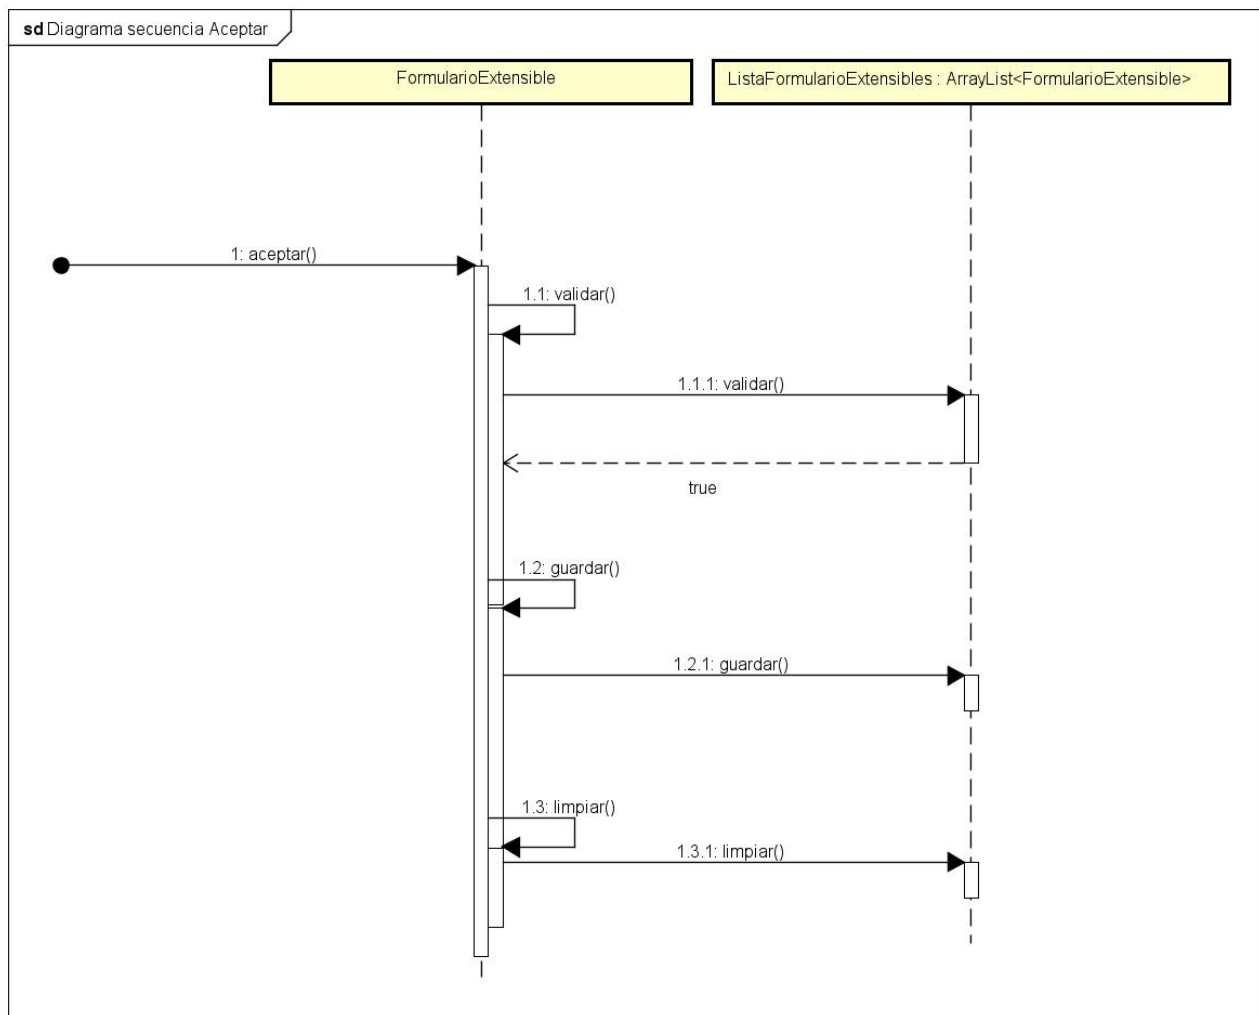 sd Diagrama secuencia Aceptar
FormularioExtensible
ListaFormularioExtensibles : ArrayList<FormularioExtensible>
1: aceptar()
1.1: validar()
1.1.1: validar()
true
1.2: guardar()
1.2.1: guardar()
1.3: limpiar()
1.3.1: limpiar()